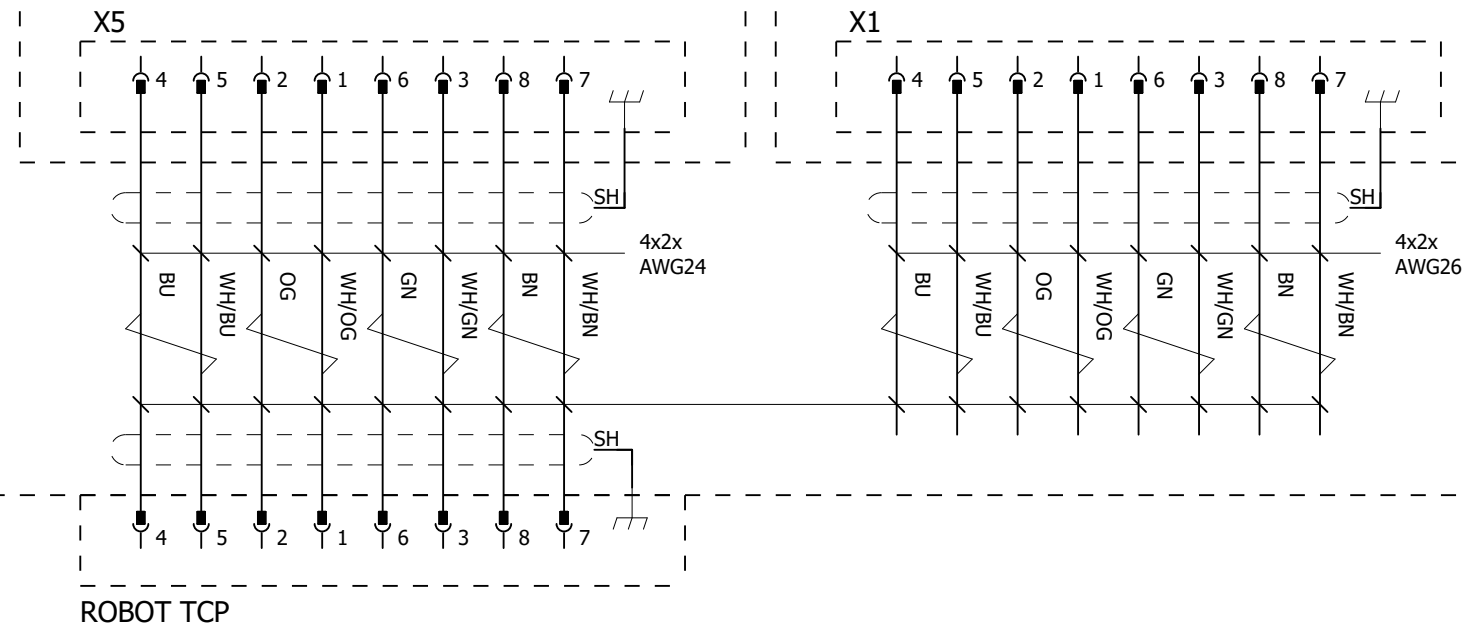 X5 X1
4 5 2 1 6 3 8 7 4 5 2 1 6 3 8 7
SH SH
4x2x
AWG24
4x2x
AWG26
BU WH/BU OG WH/OG GN WH/GN BN WH/BN
BU WH/BU OG WH/OG GN WH/GN BN WH/BN
SH
4 5 2 1 6 3 8 7
ROBOT TCP